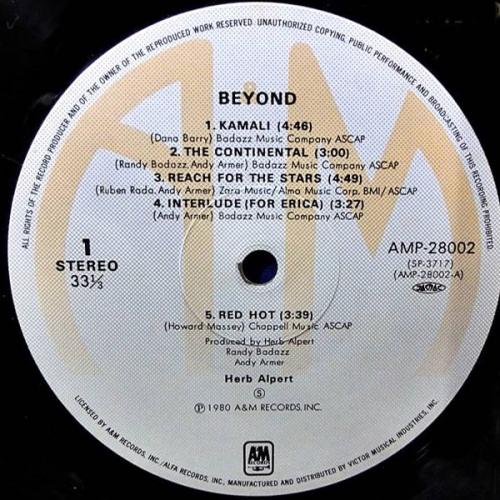 ALL RIGHTS OF THE RECORD PRODUCER AND OF THE OWNER OF THE REPRODUCED WORK RESERVED. UNAUTHORIZED COPYING, PUBLIC PERFORMANCE AND BROADCASTING OF THIS RECORD PROHIBITED
BEYOND
1. KAMALI (4:46)
(Dana Barry) Badazz Music Company ASCAP
2. THE CONTINENTAL (3:00)
(Randy Badazz, Andy Armer) Badazz Music Company ASCAP
3. REACH FOR THE STARS (4:49)
(Ruben Rada, Andy Armer) Zara Music/Alma Music Corp. BMI/ASCAP
4. INTERLUDE (FOR ERICA) (3:27)
(Andy Armer) Badazz Music Company ASCAP
1
STEREO
33⅓
AMP-28002
(SP-3717)
(AMP-28002-A)
5. RED HOT (3:39)
(Howard Massey) Chappell Music ASCAP
Produced by Herb Alpert
Randy Badazz
Andy Armer
Herb Alpert
Ⓢ
Ⓟ 1980 A&M RECORDS, INC.
A&M
RECORDS
LICENSED BY A&M RECORDS, INC./ALFA RECORDS, INC. MANUFACTURED AND DISTRIBUTED BY VICTOR MUSICAL INDUSTRIES, INC.